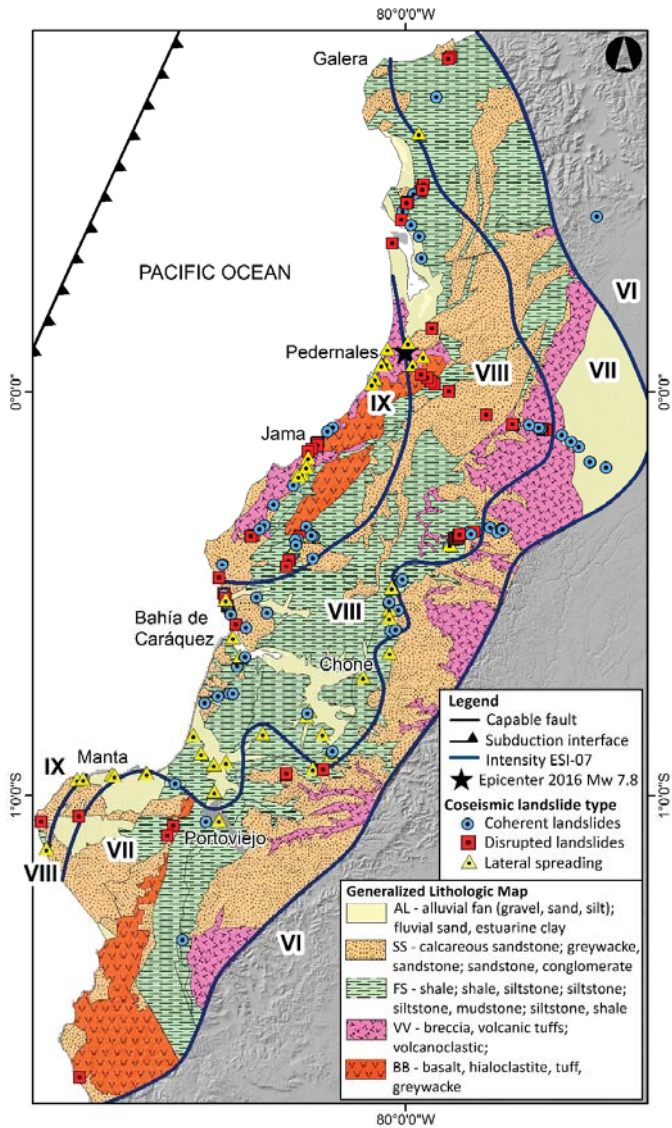 80°0'0"W
Galera
PACIFIC OCEAN
VI
Pedernales
VIII
VII
0°0'0"
0°0'0"
IX
Jama
VIII
Bahía de
Caráquez
Chone
Legend
Capable fault
Subduction interface
Intensity ESI-07
Epicenter 2016 Mw 7.8
Coseismic landslide type
Coherent landslides
Disrupted landslides
Lateral spreading
IX
Manta
1°0'0"S
1°0'0"S
Portoviejo
VII
VIII
VI
Generalized Lithologic Map
AL - alluvial fan (gravel, sand, silt);
fluvial sand, estuarine clay
SS - calcareous sandstone; greywacke,
sandstone; sandstone, conglomerate
FS - shale; shale, siltstone; siltstone;
siltstone, mudstone; siltstone, shale
VV - breccia, volcanic tuffs;
volcanoclastic;
BB - basalt, hialoclastite, tuff,
greywacke
80°0'0"W